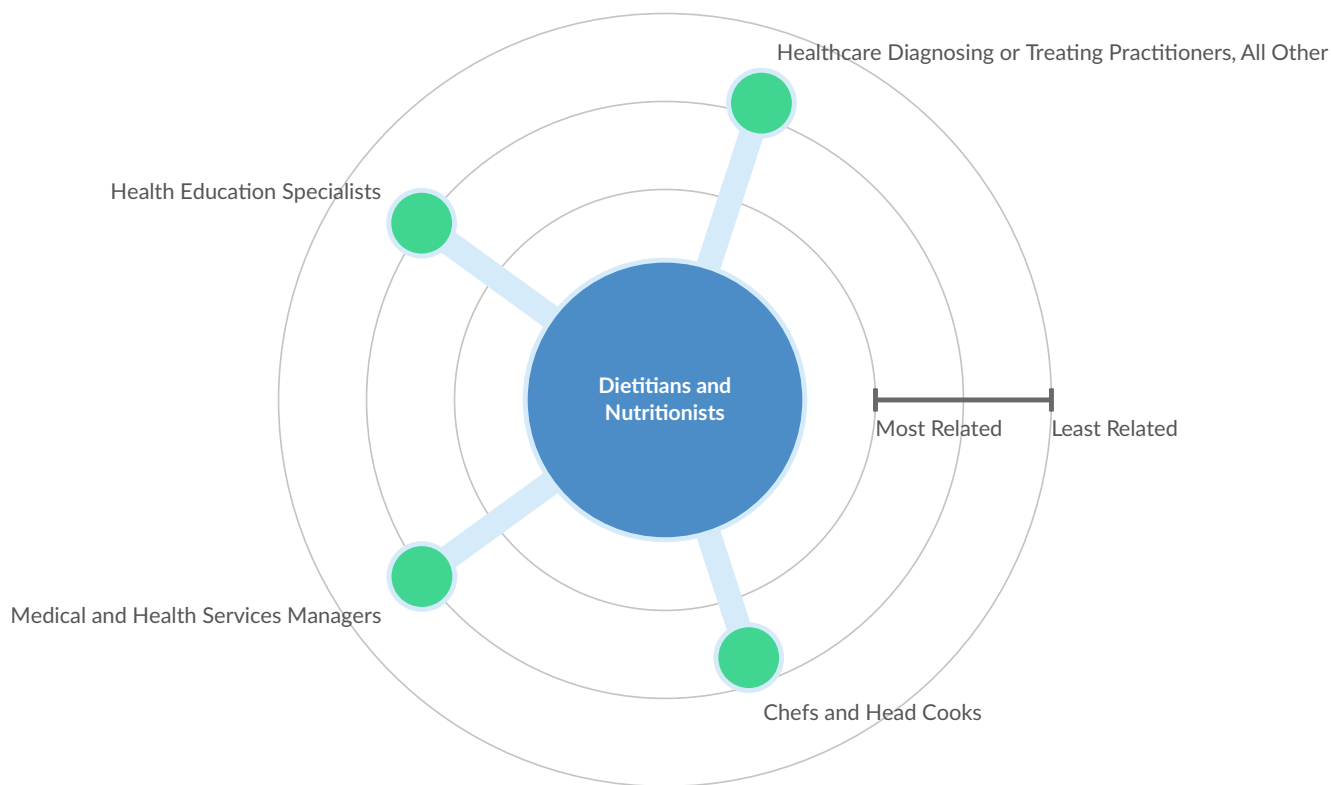 Healthcare Diagnosing or Treating Practitioners, All Other
Health Education Specialists
Dietitians and
Nutritionists
Most Related
Least Related
Medical and Health Services Managers
Chefs and Head Cooks